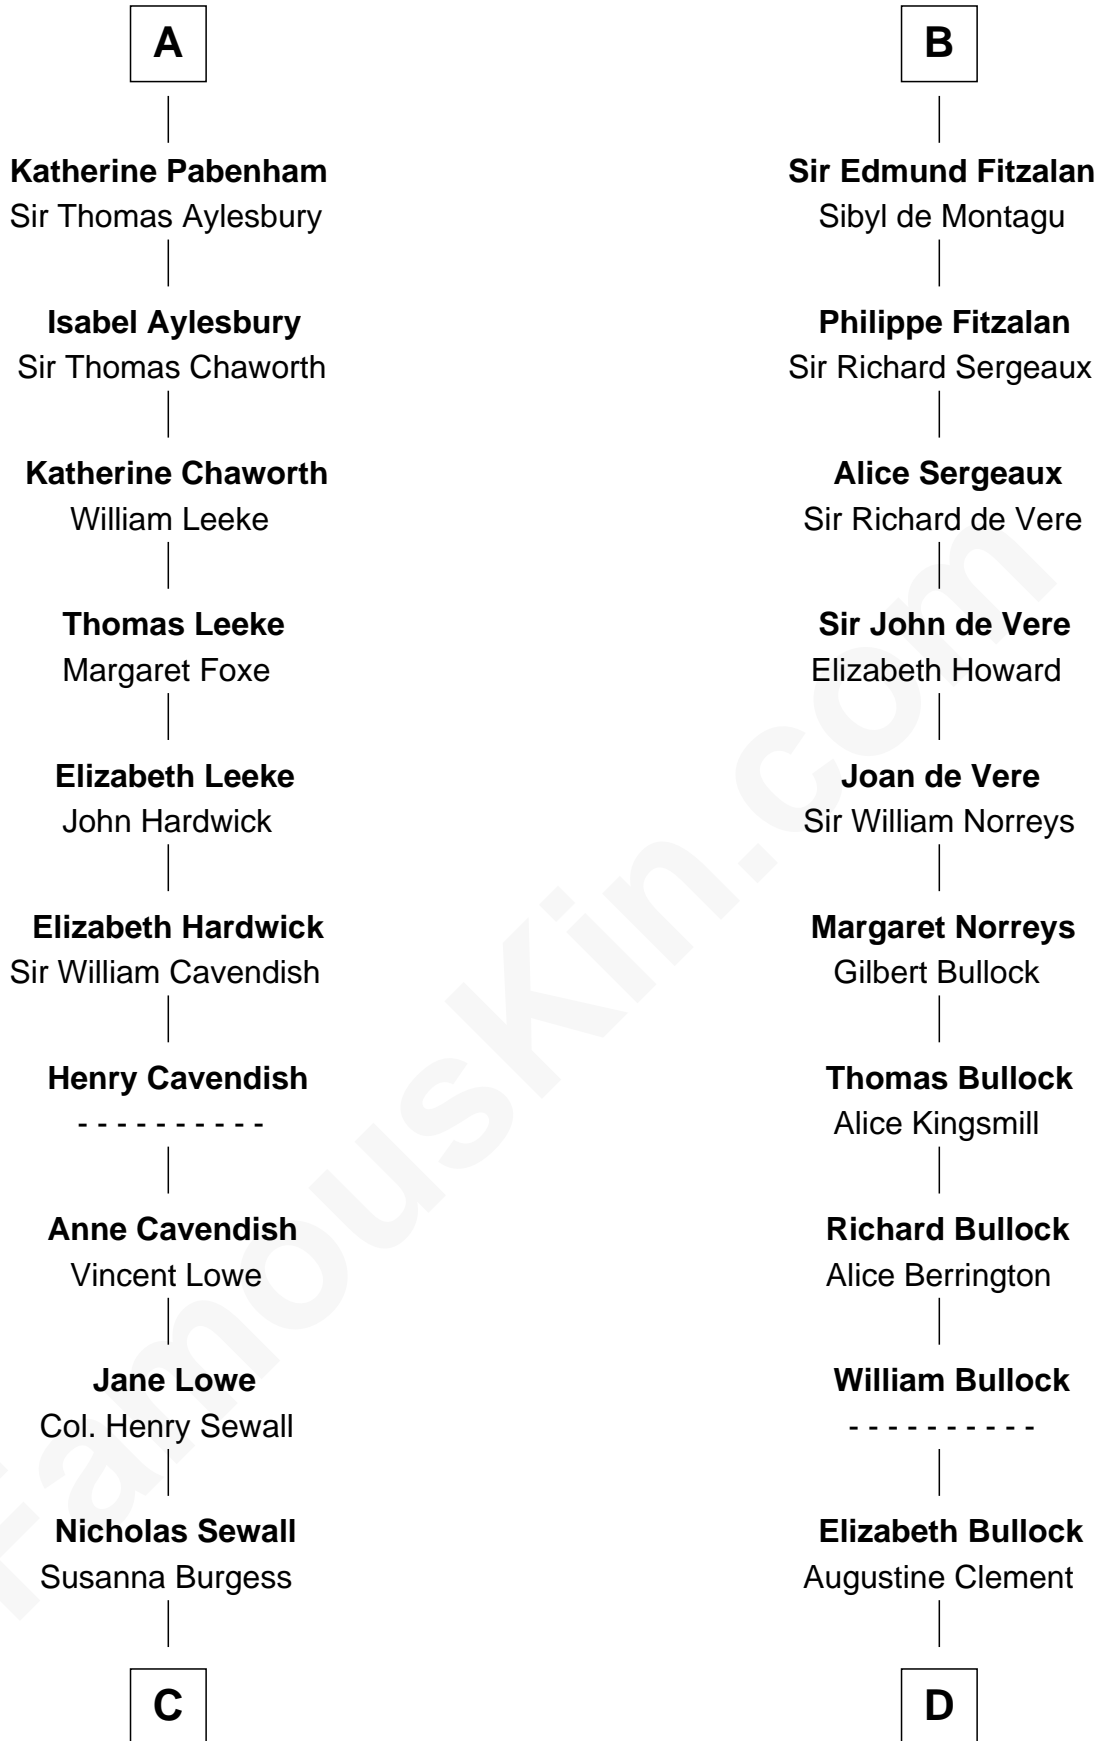 A
Katherine Pabenham
Sir Thomas Aylesbury
Isabel Aylesbury
Sir Thomas Chaworth
Katherine Chaworth
William Leeke
Thomas Leeke
Margaret Foxe
Elizabeth Leeke
John Hardwick
Elizabeth Hardwick
Sir William Cavendish
Henry Cavendish
- - - - - - - - - -
Anne Cavendish
Vincent Lowe
Jane Lowe
Col. Henry Sewall
Nicholas Sewall
Susanna Burgess
C
B
Sir Edmund Fitzalan
Sibyl de Montagu
Philippe Fitzalan
Sir Richard Sergeaux
Alice Sergeaux
Sir Richard de Vere
Sir John de Vere
Elizabeth Howard
Joan de Vere
Sir William Norreys
Margaret Norreys
Gilbert Bullock
Thomas Bullock
Alice Kingsmill
Richard Bullock
Alice Berrington
William Bullock
- - - - - - - - - -
Elizabeth Bullock
Augustine Clement
D
FamousKin.com